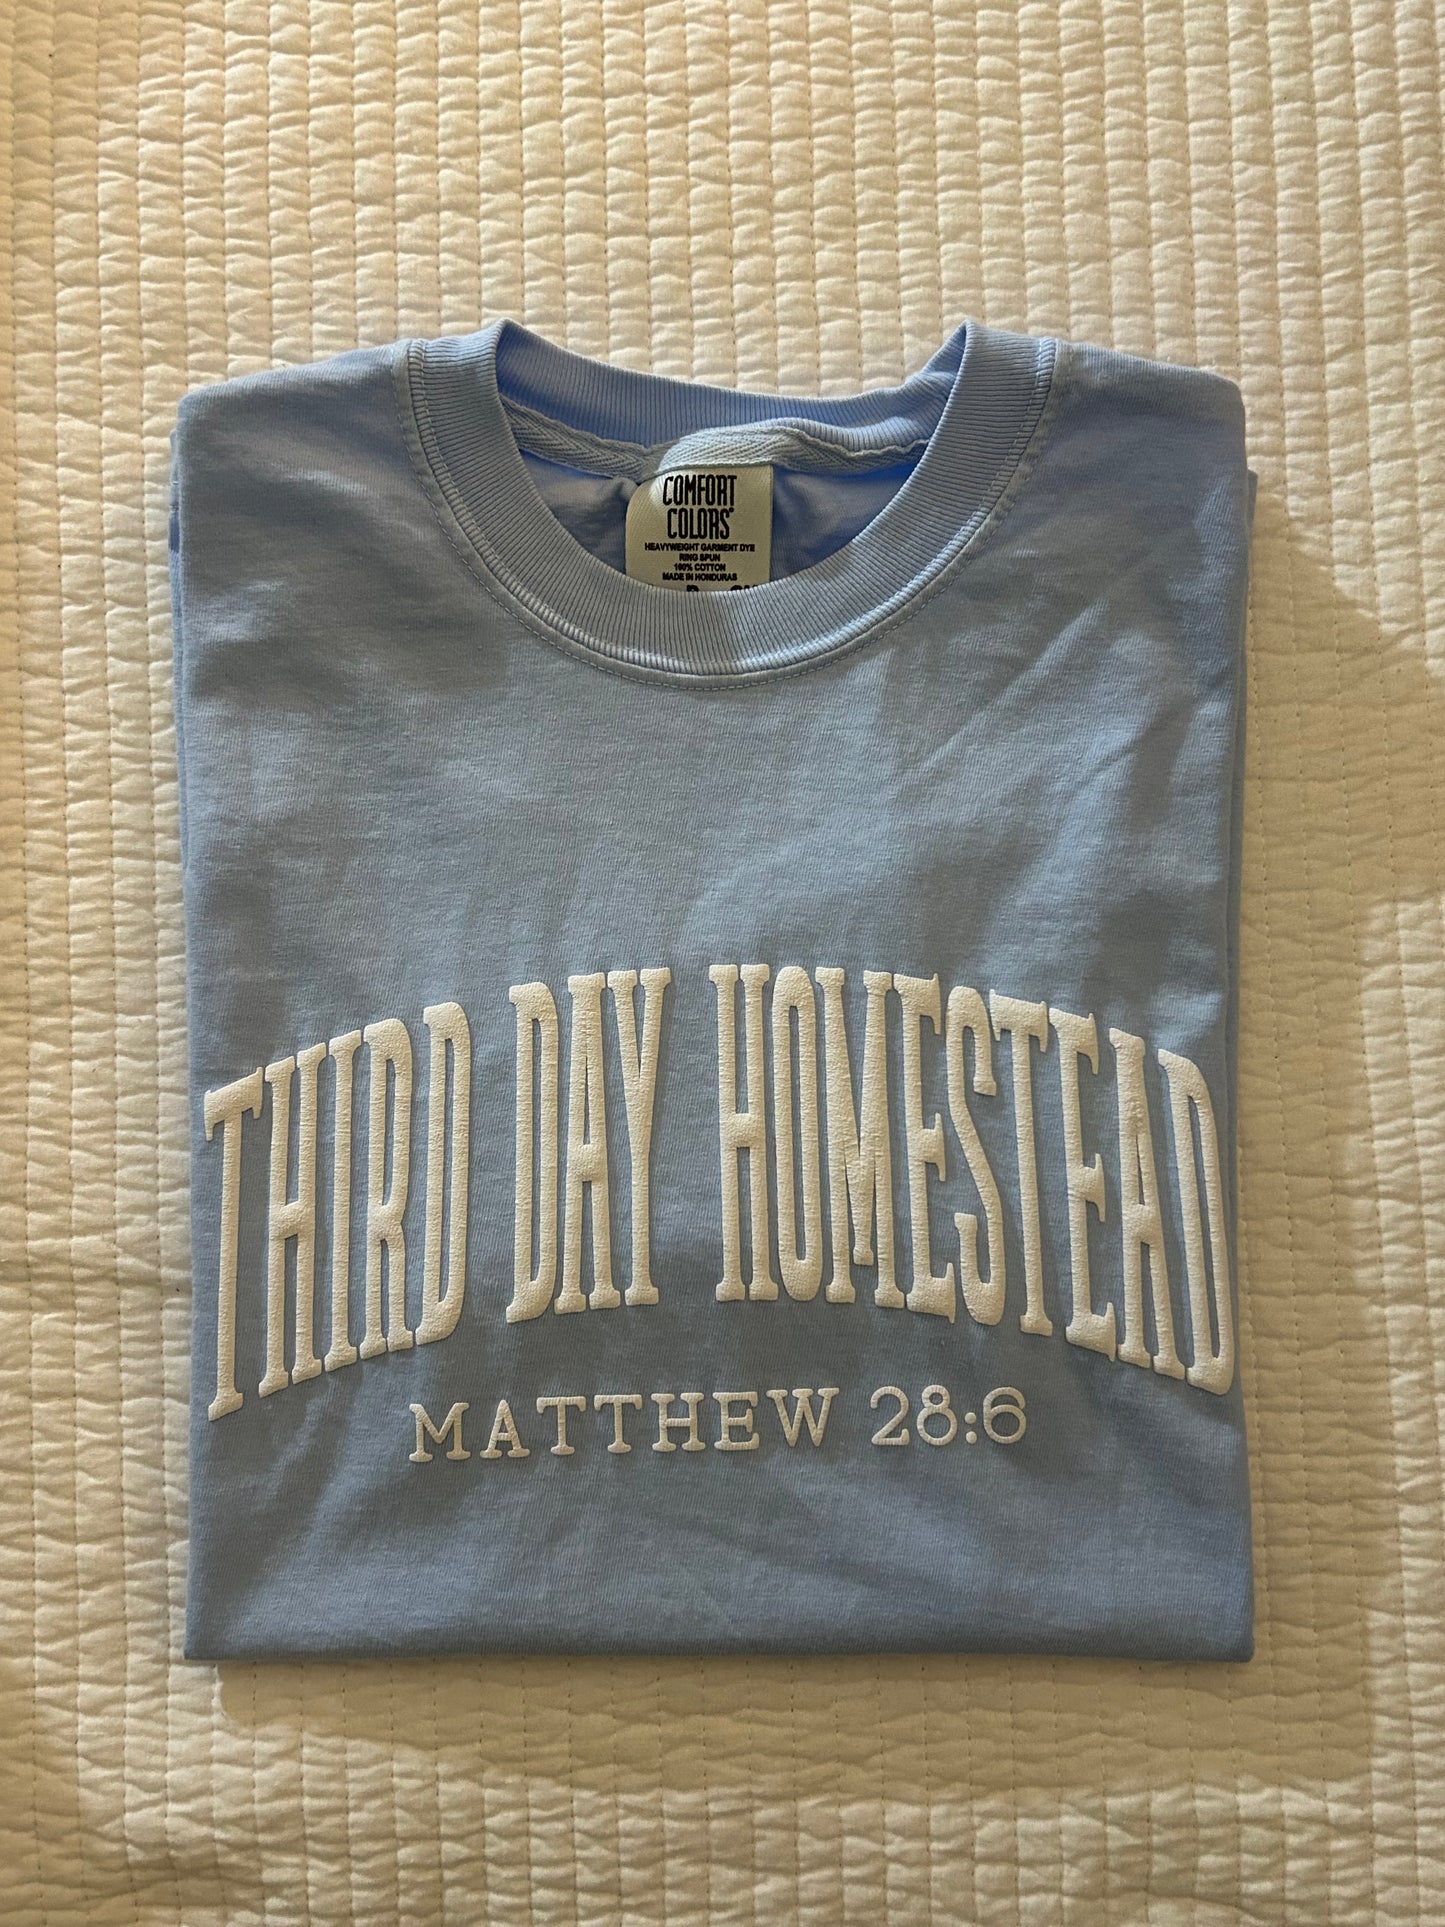 COMFORT
COLORS®
HEAVYWEIGHT GARMENT DYE
RING SPUN
100% COTTON
MADE IN HONDURAS
THIRD DAY HOMESTEAD
MATTHEW 28:6